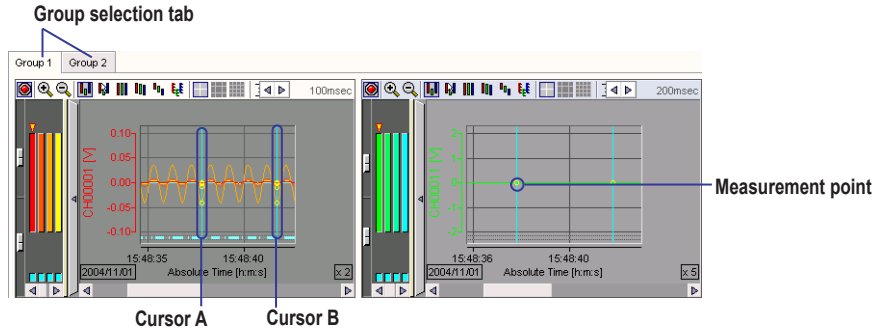 Group selection tab
Group 1 Group 2
100msec
200msec
CH00001 [V]
0.10
0.05
0.00
-0.05
-0.10
15:48:35 15:48:40
2004/11/01 Absolute Time [h:m:s] x 2
2
1
0
-1
-2
15:48:36 15:48:40
2004/11/01 Absolute Time [h:m:s] x 5
Measurement point
Cursor A Cursor B